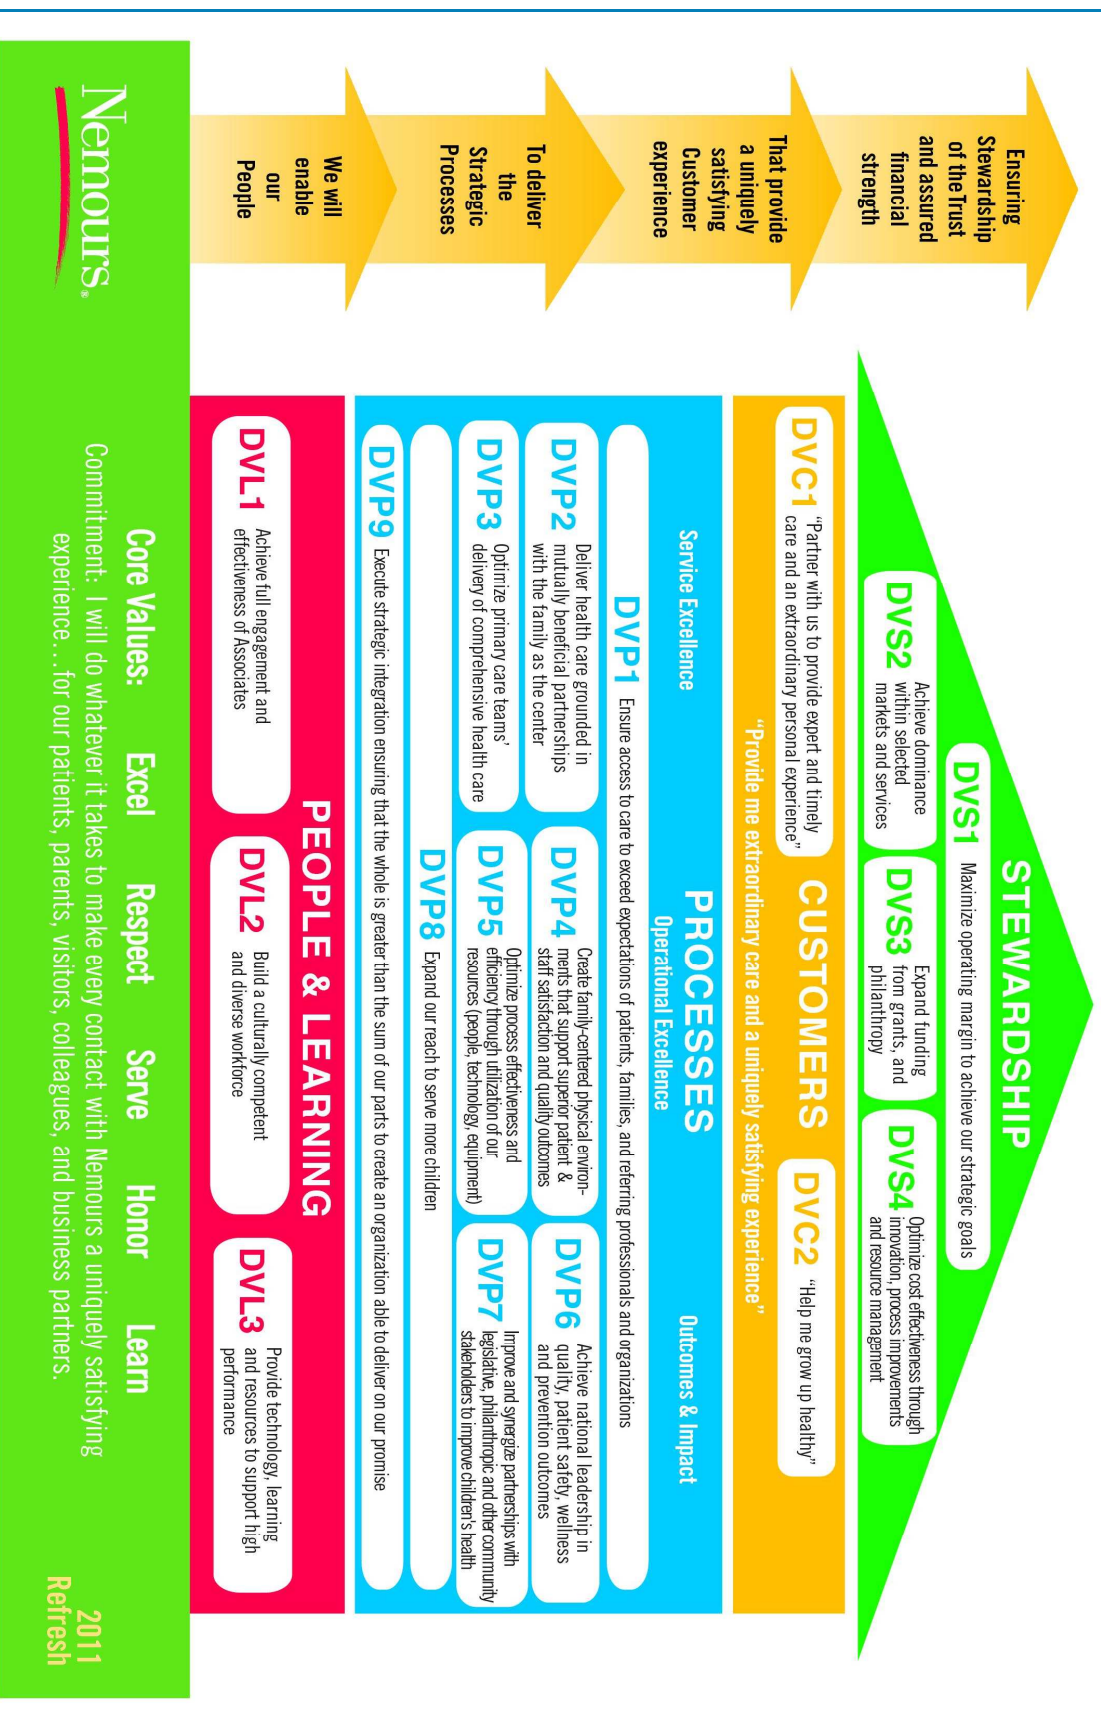 Ensuring
Stewardship
of the Trust
and assured
financial
strength
That provide
a uniquely
satisfying
Customer
experience
To deliver
the
Strategic
Processes
We will
enable
our
People
STEWARDSHIP
DVS1 Maximize operating margin to achieve our strategic goals
DVS2
Achieve dominance
within selected
markets and services
DVS3
Expand funding
from grants, and
philanthropy
DVS4
Optimize cost effectiveness through
innovation, process improvements
and resource management
CUSTOMERS
DVC1
“Partner with us to provide expert and timely
care and an extraordinary personal experience”
DVC2 “Help me grow up healthy”
“Provide me extraordinary care and a uniquely satisfying experience”
PROCESSES
Service Excellence
Operational Excellence
Outcomes & Impact
DVP1 Ensure access to care to exceed expectations of patients, families, and referring professionals and organizations
DVP2
Deliver health care grounded in
mutually beneficial partnerships
with the family as the center
DVP4
Create family-centered physical environ-
ments that support superior patient &
staff satisfaction and quality outcomes
DVP6
Achieve national leadership in
quality, patient safety, wellness
and prevention outcomes
DVP3
Optimize primary care teams’
delivery of comprehensive health care
DVP5
Optimize process effectiveness and
efficiency through utilization of our
resources (people, technology, equipment)
DVP7
Improve and synergize partnerships with
legislative, philanthropic and other community
stakeholders to improve children's health
DVP8 Expand our reach to serve more children
DVP9 Execute strategic integration ensuring that the whole is greater than the sum of our parts to create an organization able to deliver on our promise
PEOPLE & LEARNING
DVL1
Achieve full engagement and
effectiveness of Associates
DVL2
Build a culturally competent
and diverse workforce
DVL3
Provide technology, learning
and resources to support high
performance
Nemours®
Core Values: Excel Respect Serve Honor Learn
Commitment: I will do whatever it takes to make every contact with Nemours a uniquely satisfying
experience...for our patients, parents, visitors, colleagues, and business partners.
2011
Refresh